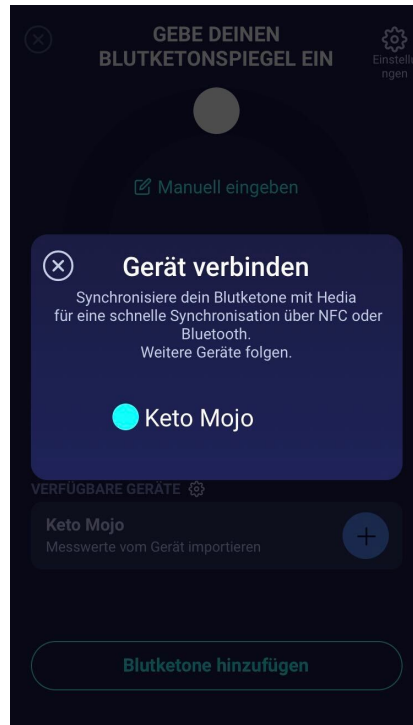 GEBE DEINEN
BLUTKETONSPIEGEL EIN
Einstellu
ngen
Manuell eingeben
Gerät verbinden
Synchronisiere dein Blutketone mit Hedia
für eine schnelle Synchronisation über NFC oder
Bluetooth.
Weitere Geräte folgen.
Keto Mojo
VERFÜGBARE GERÄTE
Keto Mojo
Messwerte vom Gerät importieren
Blutketone hinzufügen